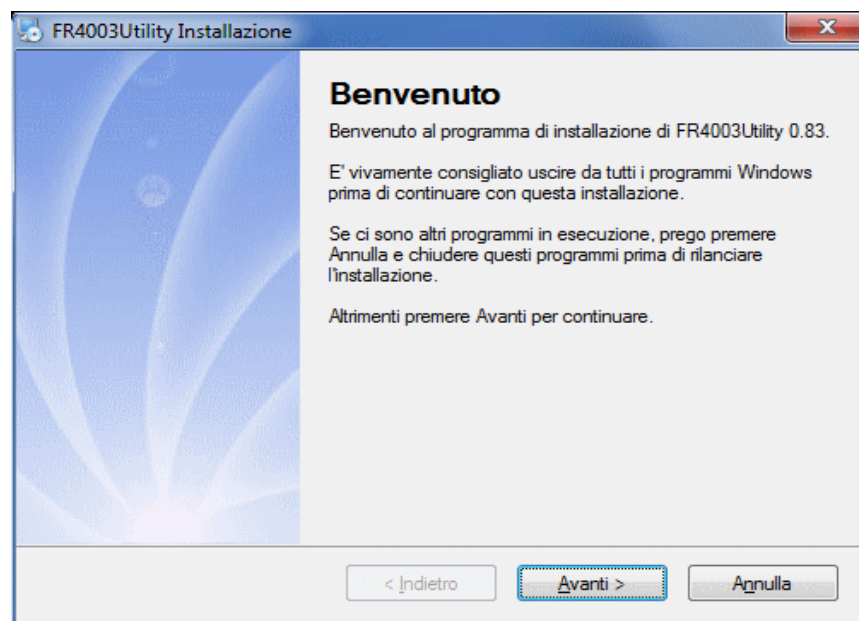 FR4003Utility Installazione
Benvenuto
Benvenuto al programma di installazione di FR4003Utility 0.83.
E' vivamente consigliato uscire da tutti i programmi Windows
prima di continuare con questa installazione.
Se ci sono altri programmi in esecuzione, prego premere
Annulla e chiudere questi programmi prima di rilanciare
l'installazione.
Altrimenti premere Avanti per continuare.
< Indietro
Avanti >
Annulla